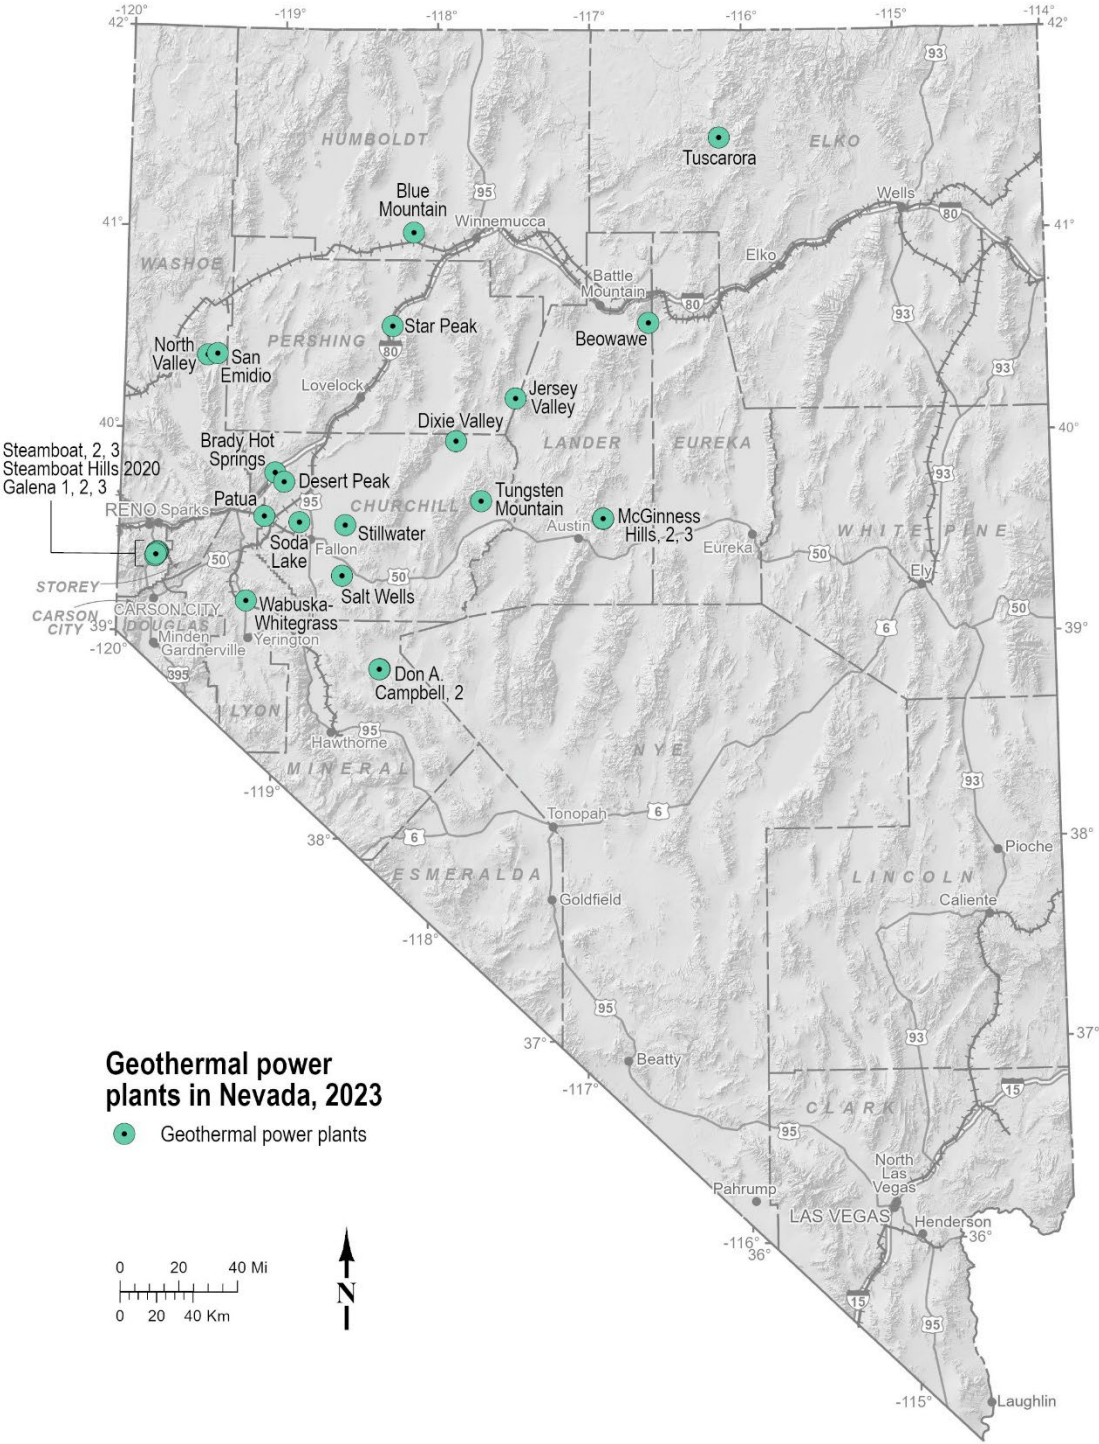 -120°
-119°
-118°
-117°
-116°
-115°
-114°
42°
42°
93
HUMBOLDT
ELKO
Tuscarora
95
Blue
Mountain
Wells
80
41°
Winnemucca
41°
WASHOE
Elko
Battle
Mountain
80
93
Star Peak
Beowawe
PERSHING
80
North
Valley
San
Emidio
93
Lovelock
Jersey
Valley
40°
Dixie Valley
40°
Steamboat, 2, 3
Steamboat Hills 2020
Galena 1, 2, 3
Brady Hot
Springs
LANDER
EUREKA
Desert Peak
93
Patua
95
CHURCHILL
Tungsten
Mountain
RENO
Sparks
Austin
McGinness
Hills, 2, 3
WHITE PINE
Stillwater
Soda
Lake
Fallon
Eureka
50
50
50
Ely
STOREY
Salt Wells
Wabuska-
Whitegrass
CARSON
CITY
CARSON CITY
50
39°
DOUGLAS
6
39°
-120°
Minden
Gardnerville
Yerington
395
Don A.
Campbell, 2
LYON
95
Hawthorne
NYE
MINERAL
93
-119°
Tonopah
6
38°
6
38°
Pioche
ESMERALDA
LINCOLN
Goldfield
Caliente
-118°
95
93
37°
37°
Beatty
-117°
Geothermal power
plants in Nevada, 2023
15
CLARK
Geothermal power plants
95
North
Las
Vegas
Pahrump
LAS VEGAS
Henderson
36°
-116°
36°
0 20 40 Mi
N
0 20 40 Km
15
95
-115°
Laughlin